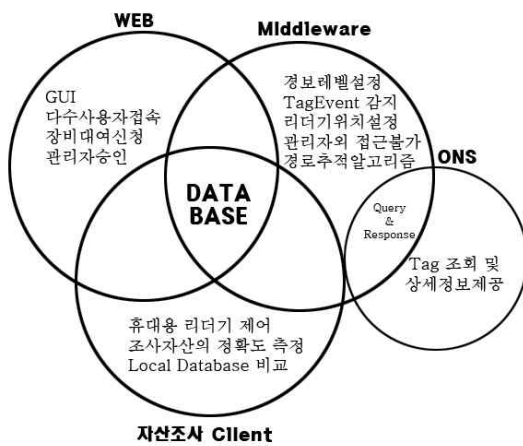 WEB
Middleware
GUI
다수사용자접속
장비대여신청
관리자승인
경보레벨설정
TagEvent 감지
리더기위치설정
관리자외 접근불가
경로추적알고리즘
ONS
DATA
BASE
Query
&
Response
Tag 조회 및
상세정보제공
휴대용 리더기 제어
조사자산의 정확도 측정
Local Database 비교
자산조사 Client